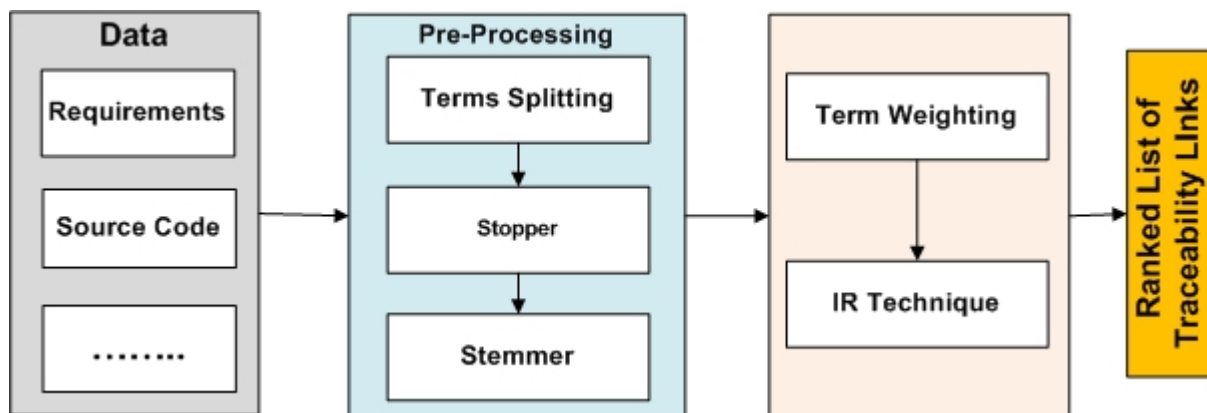 Data
Requirements
Source Code
……..
Pre-Processing
Terms Splitting
Stopper
Stemmer
Term Weighting
IR Technique
Ranked List of
Traceability LInks